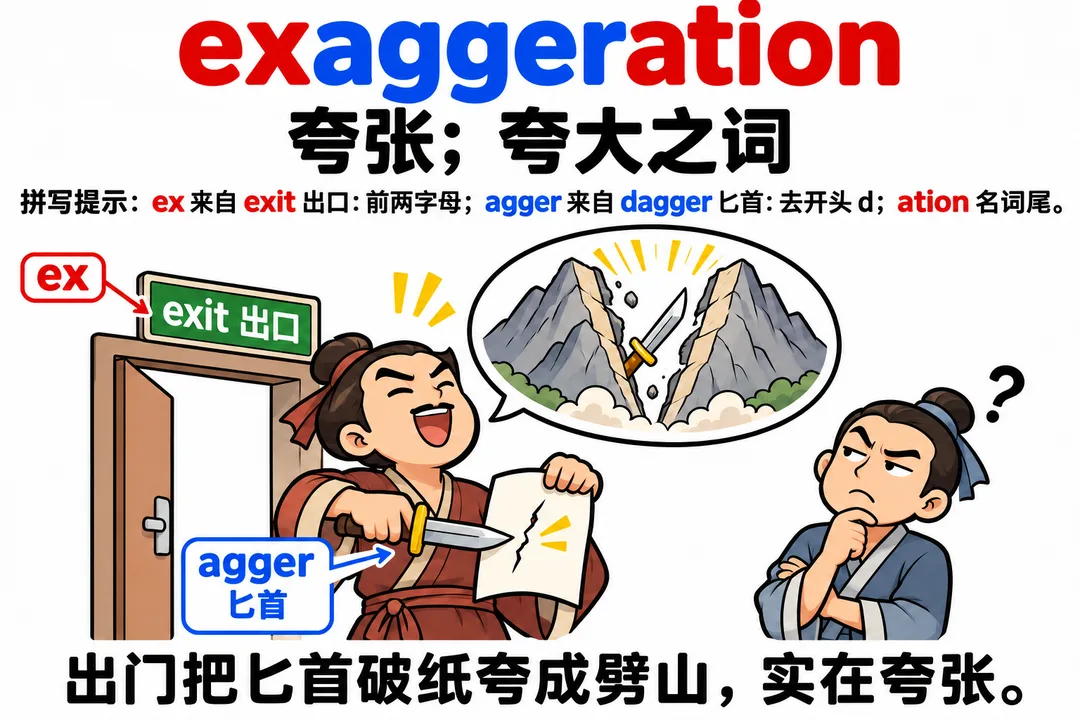 exaggeration
夸张；夸大之词
拼写提示：ex 来自 exit 出口：前两字母；agger 来自 dagger 匕首：去开头 d；ation 名词尾。
ex
exit 出口
?
agger
匕首
出门把匕首破纸夸成劈山，实在夸张。